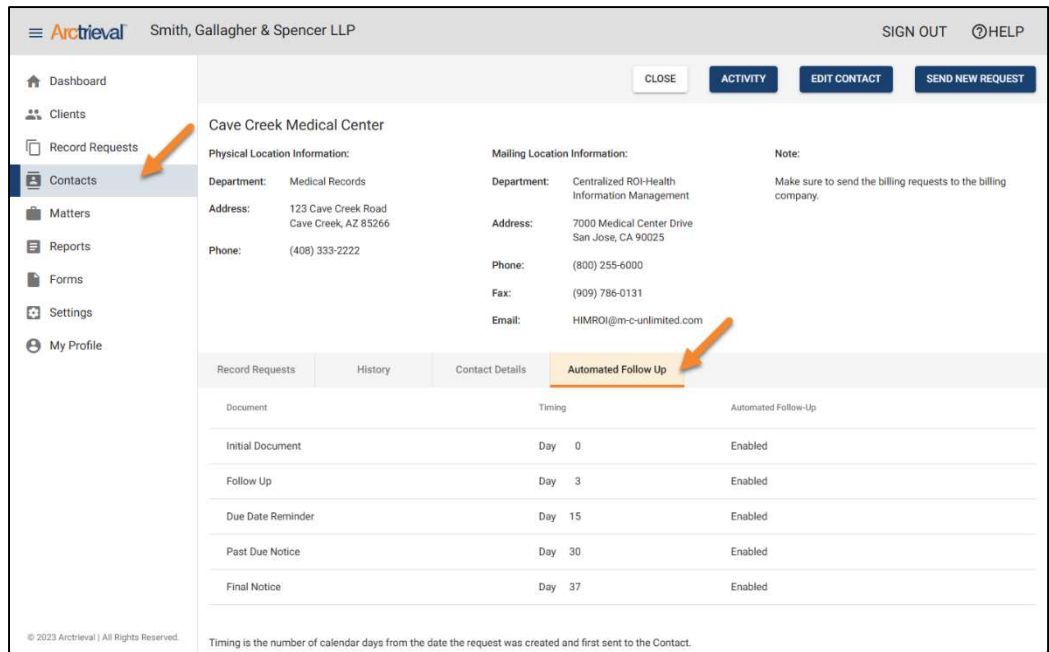 Arctrieval
Smith, Gallagher & Spencer LLP
SIGN OUT
HELP
Dashboard
Clients
Record Requests
Contacts
Matters
Reports
Forms
Settings
My Profile
© 2023 Arctrieval | All Rights Reserved.
CLOSE
ACTIVITY
EDIT CONTACT
SEND NEW REQUEST
Cave Creek Medical Center
Physical Location Information:
Department: Medical Records
Address: 123 Cave Creek Road
Cave Creek, AZ 85266
Phone: (408) 333-2222
Mailing Location Information:
Department: Centralized ROI-Health
Information Management
Address: 7000 Medical Center Drive
San Jose, CA 90025
Phone: (800) 255-6000
Fax: (909) 786-0131
Email: HIMROI@m-c-unlimited.com
Note:
Make sure to send the billing requests to the billing
company.
Record Requests History Contact Details Automated Follow Up
Document Timing Automated Follow-Up
Initial Document Day 0 Enabled
Follow Up Day 3 Enabled
Due Date Reminder Day 15 Enabled
Past Due Notice Day 30 Enabled
Final Notice Day 37 Enabled
Timing is the number of calendar days from the date the request was created and first sent to the Contact.